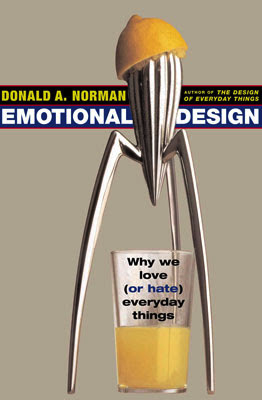 DONALD A. NORMAN
AUTHOR OF THE DESIGN
OF EVERYDAY THINGS
EMOTIONAL DESIGN
Why we
love
(or hate)
everyday
things